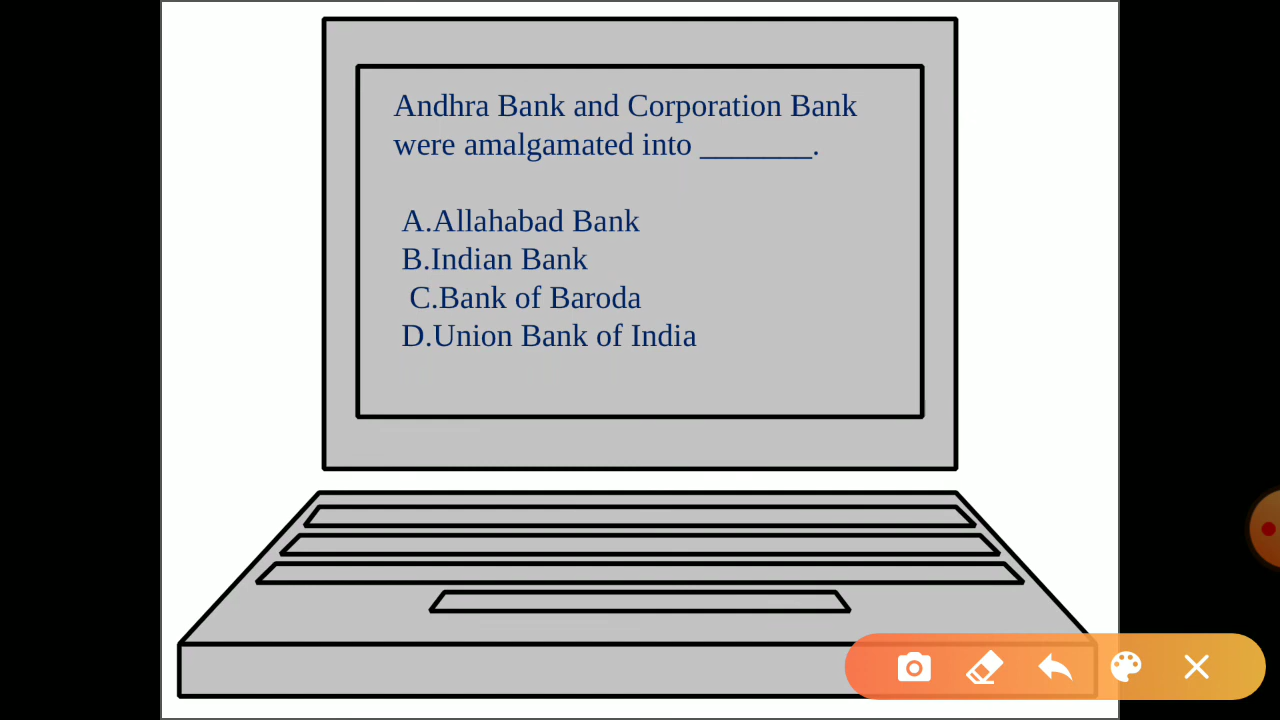 Andhra Bank and Corporation Bank
were amalgamated into _______.
A.Allahabad Bank
B.Indian Bank
C.Bank of Baroda
D.Union Bank of India